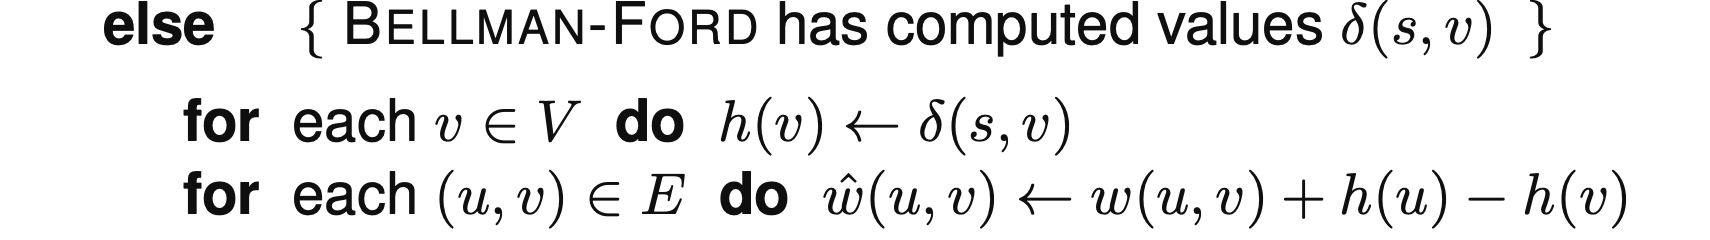 else { BELLMAN-FORD has computed values δ(s, v) }
for each v ∈ V do h(v) ← δ(s, v)
for each (u, v) ∈ E do ŵ(u, v) ← w(u, v) + h(u) − h(v)